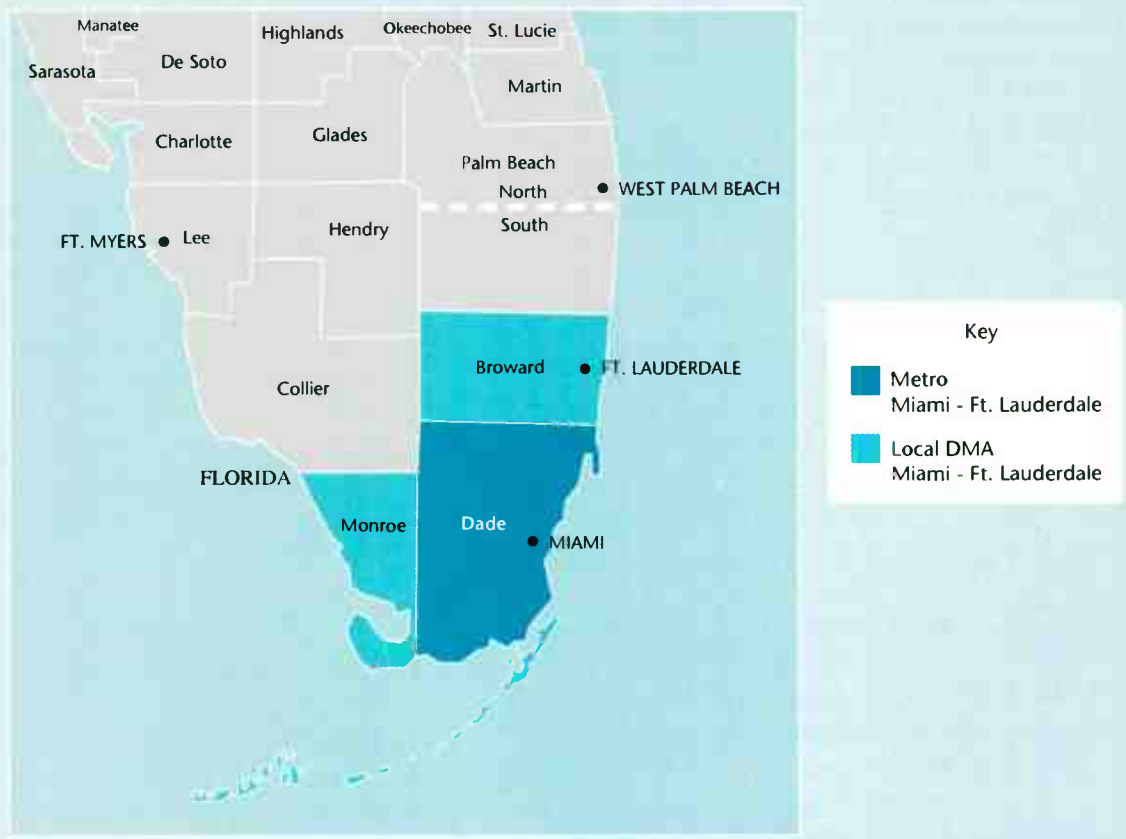 Manatee
Highlands
Okeechobee
St. Lucie
Sarasota
De Soto
Martin
Charlotte
Glades
Palm Beach
North
WEST PALM BEACH
South
FT. MYERS
Lee
Hendry
Broward
FT. LAUDERDALE
Collier
FLORIDA
Monroe
Dade
MIAMI
Key
Metro
Miami - Ft. Lauderdale
Local DMA
Miami - Ft. Lauderdale